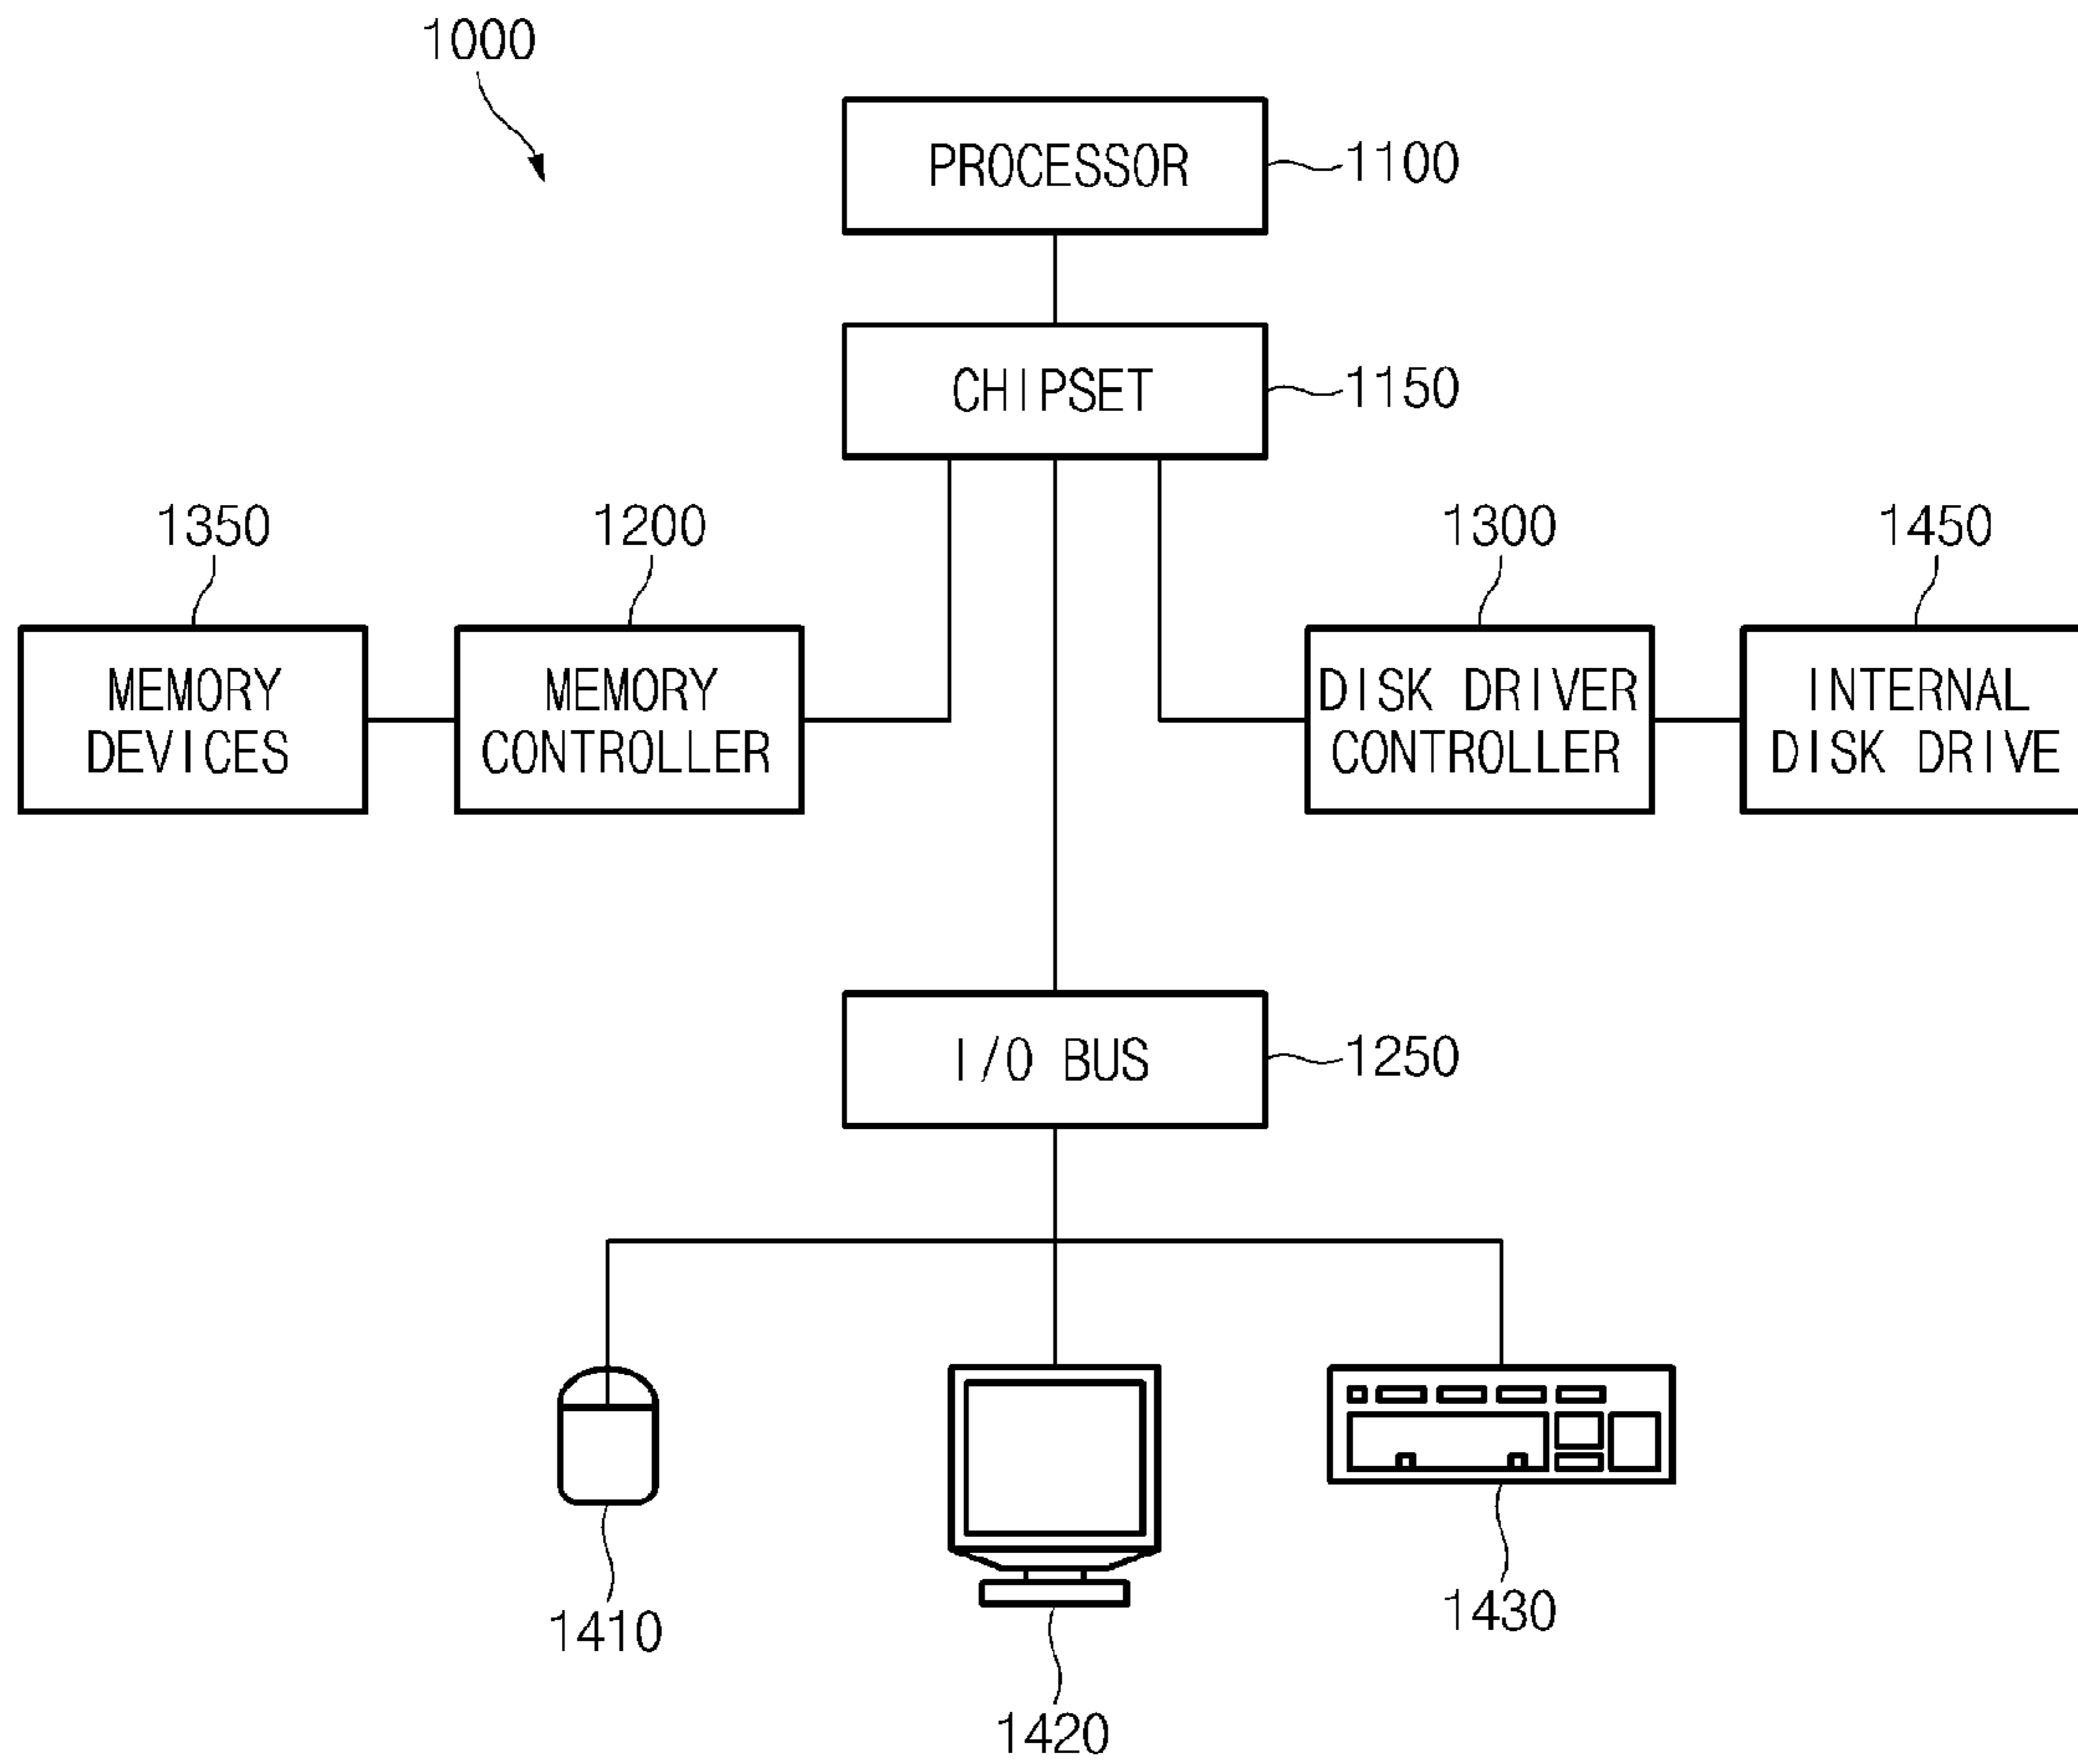 1000
PROCESSOR
1100
CHIPSET
1150
1350
1200
1300
1450
MEMORY
DEVICES
MEMORY
CONTROLLER
DISK DRIVER
CONTROLLER
INTERNAL
DISK DRIVE
I/O BUS
1250
1410
1420
1430